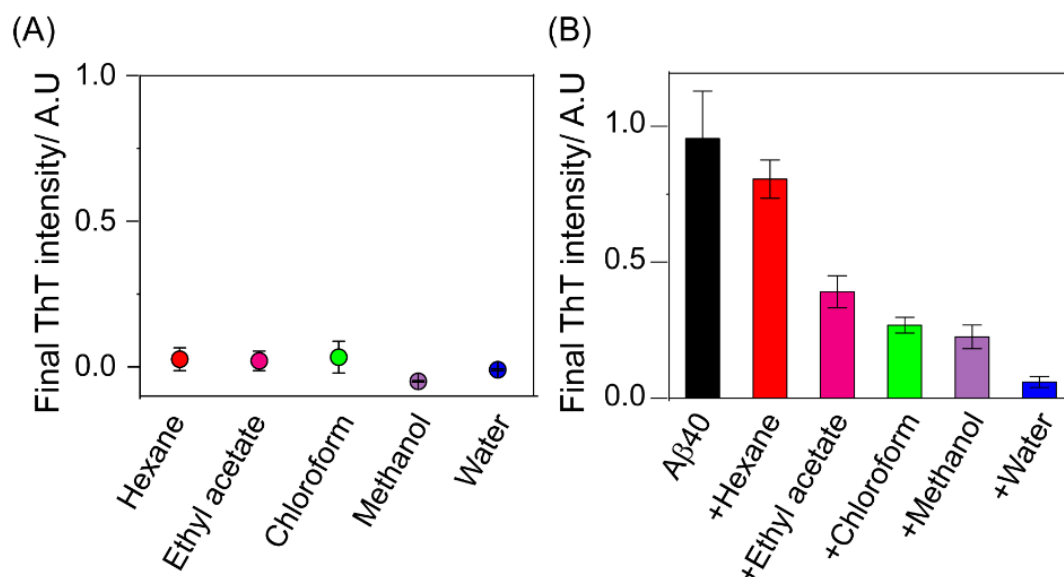 (A)
Final ThT intensity/ A.U
1.0
0.5
0.0
Hexane
Ethyl acetate
Chloroform
Methanol
Water
(B)
Final ThT intensity/ A.U
1.0
0.5
0.0
Aβ40
+Hexane
+Ethyl acetate
+Chloroform
+Methanol
+Water